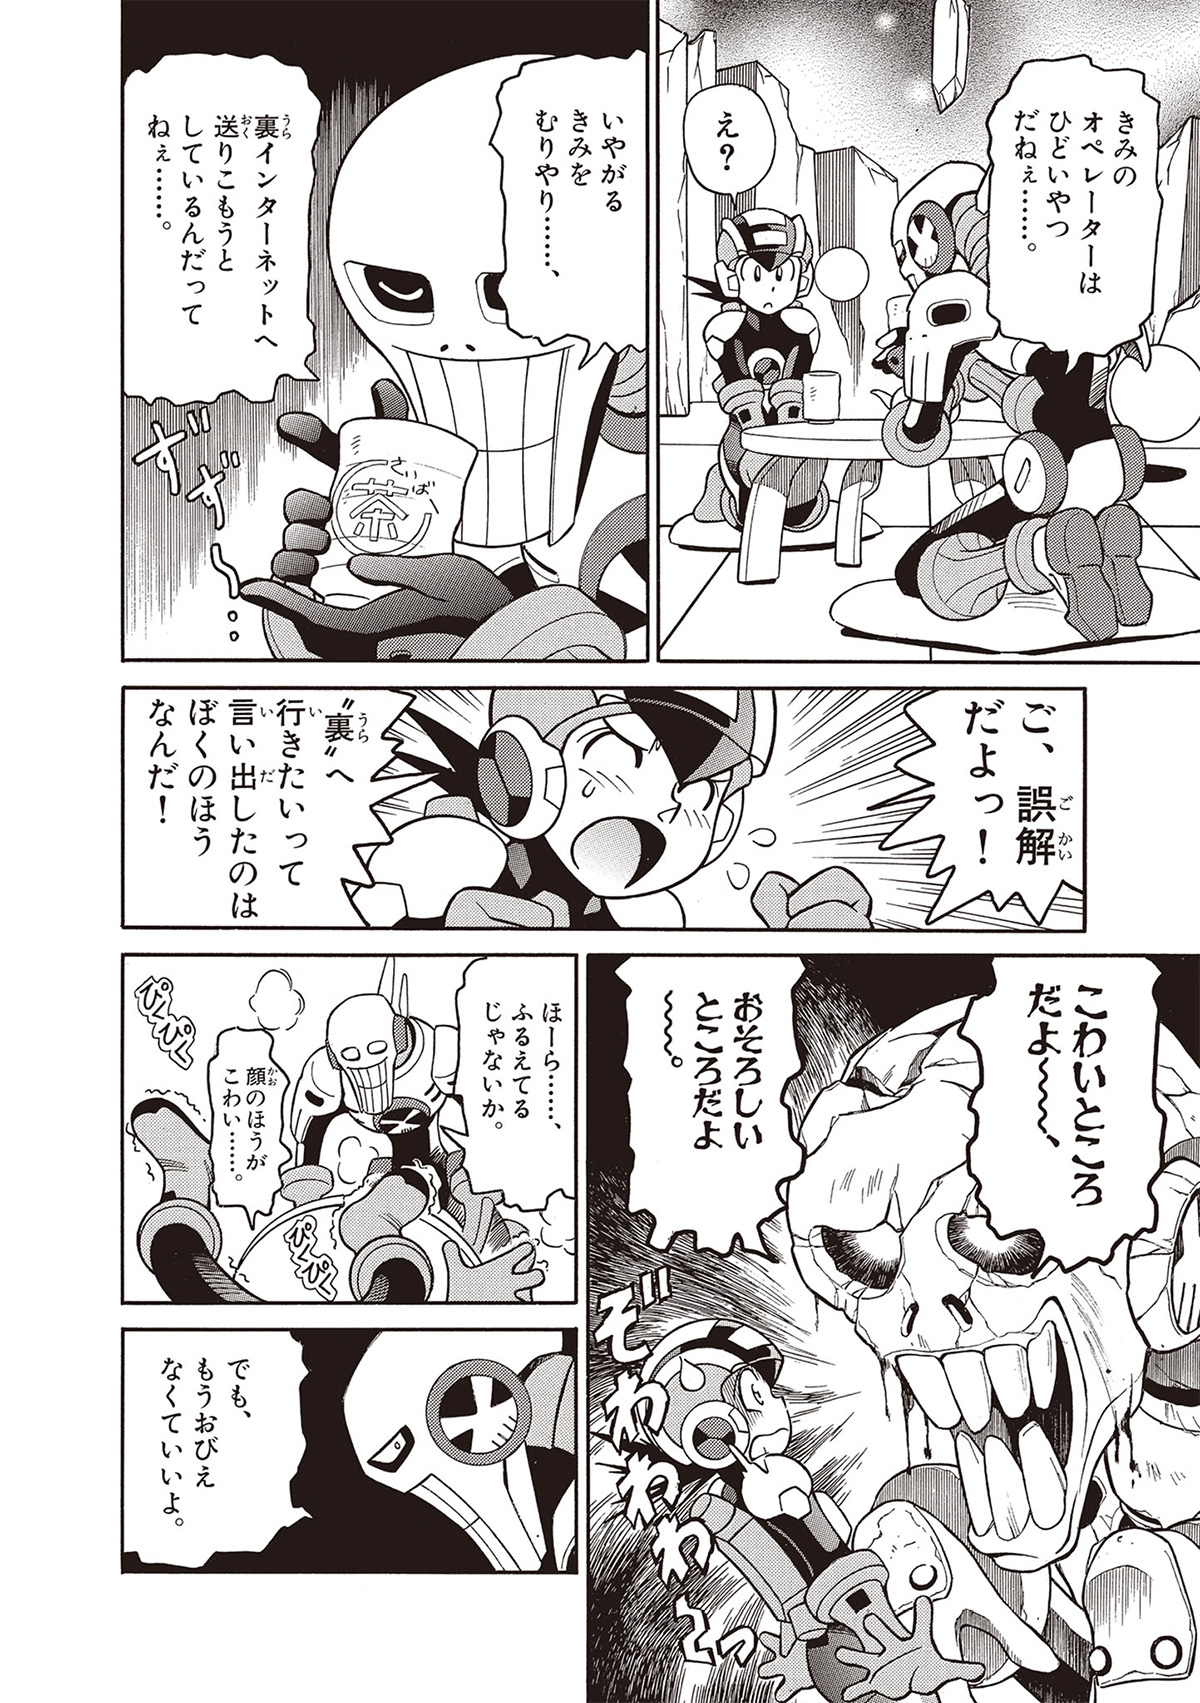 きみの
オペレーターは
ひどいやつ
だねぇ……。
え?
いやがる
きみを
むりやり……、
裏インターネットへ
送りこもうと
しているんだって
ねぇ……。
さいばー
茶
ずずず〜…
ご、誤解
だよっ!
〝裏〟へ
行きたいって
言い出したのは
ぼくのほう
なんだ!
こわいところ
だよ〜〜〜、
おそろしい
ところだよ
〜〜〜。
ぞわわわわ〜っ
ほーら……、
ふるえてる
じゃないか。
顔のほうが
こわい……。
ぴくぴく
ぴくぴく
でも、
もうおびえ
なくていいよ。